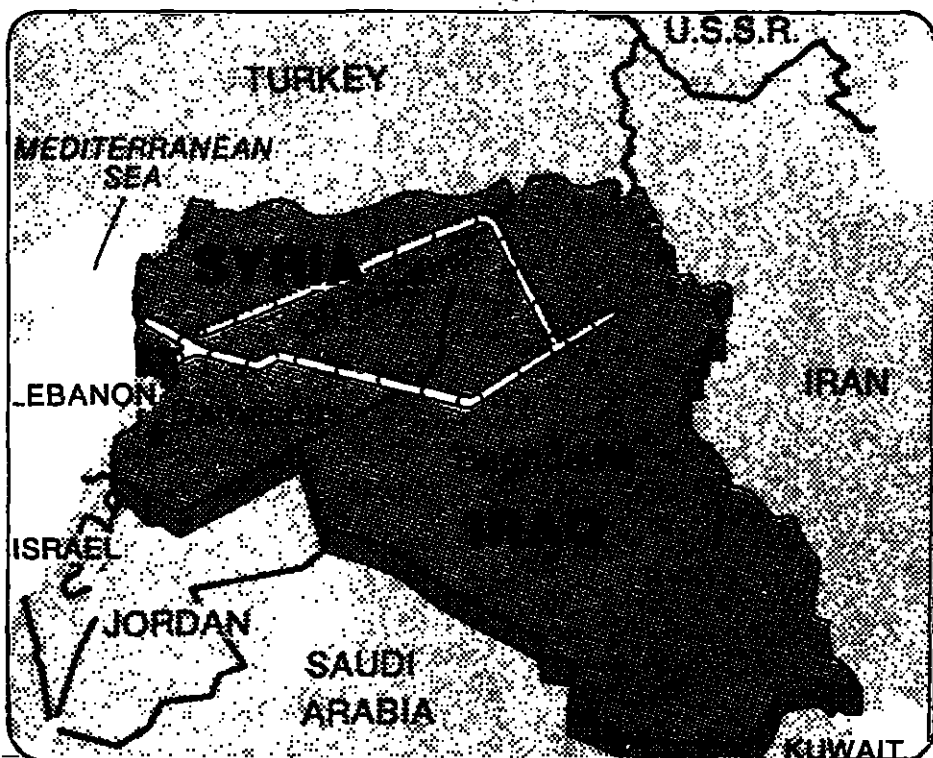 U.S.S.R.
TURKEY
MEDITERRANEAN
SEA
SYRIA
LEBANON
IRAN
IRAQ
ISRAEL
JORDAN
SAUDI
ARABIA
KUWAIT